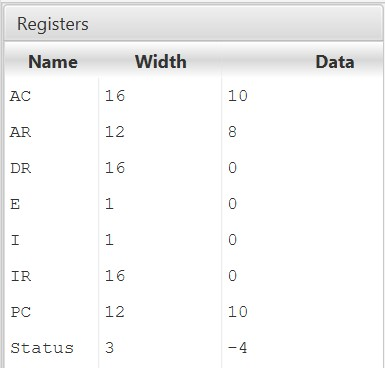 Registers
Name Width Data
AC 16 10
AR 12 8
DR 16 0
E 1 0
I 1 0
IR 16 0
PC 12 10
Status 3 -4